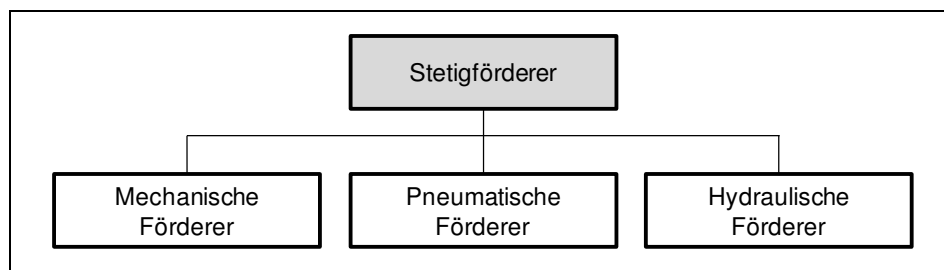 Stetigförderer
Mechanische
Förderer
Pneumatische
Förderer
Hydraulische
Förderer